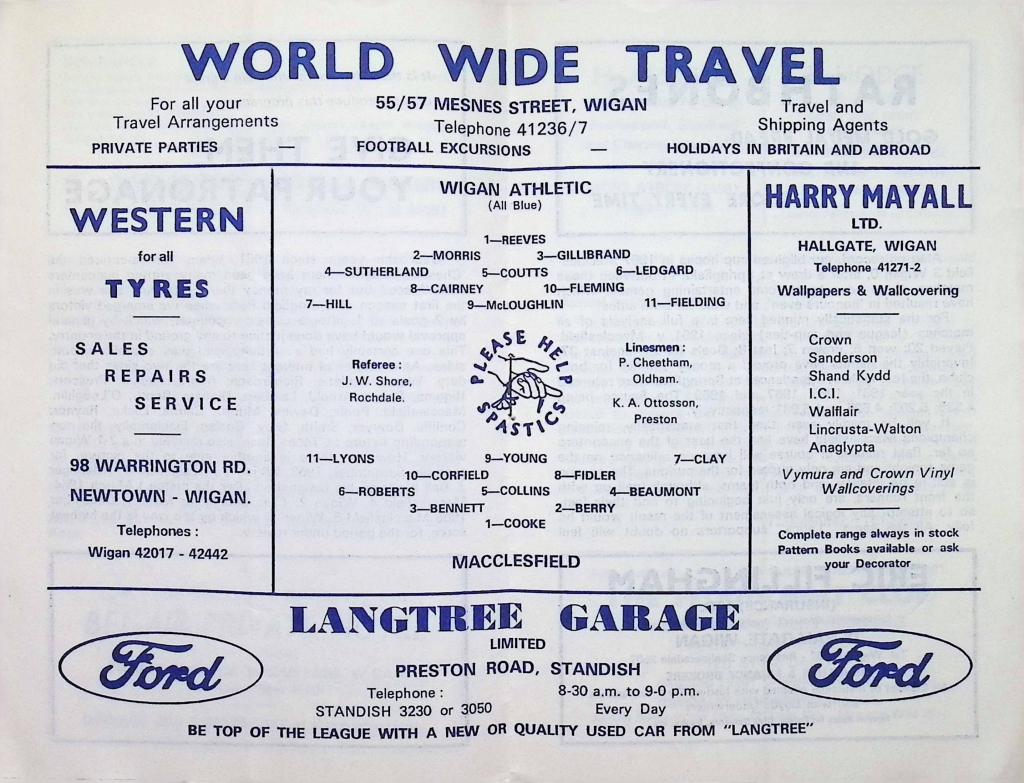 WORLD WIDE TRAVEL
For all your
Travel Arrangements
55/57 MESNES STREET, WIGAN
Telephone 41236/7
Travel and
Shipping Agents
PRIVATE PARTIES — FOOTBALL EXCURSIONS — HOLIDAYS IN BRITAIN AND ABROAD
WESTERN
for all
TYRES
SALES
REPAIRS
SERVICE
98 WARRINGTON RD.
NEWTOWN - WIGAN.
Telephones :
Wigan 42017 - 42442
WIGAN ATHLETIC
(All Blue)
1—REEVES
2—MORRIS 3—GILLIBRAND
4—SUTHERLAND 5—COUTTS 6—LEDGARD
8—CAIRNEY 10—FLEMING
7—HILL 9—McLOUGHLIN 11—FIELDING
Referee :
J. W. Shore,
Rochdale.
PLEASE HELP
SPASTICS
Linesmen :
P. Cheetham,
Oldham.
K. A. Ottosson,
Preston.
11—LYONS 9—YOUNG 7—CLAY
10—CORFIELD 8—FIDLER
6—ROBERTS 5—COLLINS 4—BEAUMONT
3—BENNETT 2—BERRY
1—COOKE
MACCLESFIELD
HARRY MAYALL
LTD.
HALLGATE, WIGAN
Telephone 41271-2
Wallpapers & Wallcovering
Crown
Sanderson
Shand Kydd
I.C.I.
Walflair
Lincrusta-Walton
Anaglypta
Vymura and Crown Vinyl
Wallcoverings
Complete range always in stock
Pattern Books available or ask
your Decorator
LANGTREE GARAGE
LIMITED
PRESTON ROAD, STANDISH
Ford
Telephone :
STANDISH 3230 or 3050
8-30 a.m. to 9-0 p.m.
Every Day
Ford
BE TOP OF THE LEAGUE WITH A NEW OR QUALITY USED CAR FROM "LANGTREE"